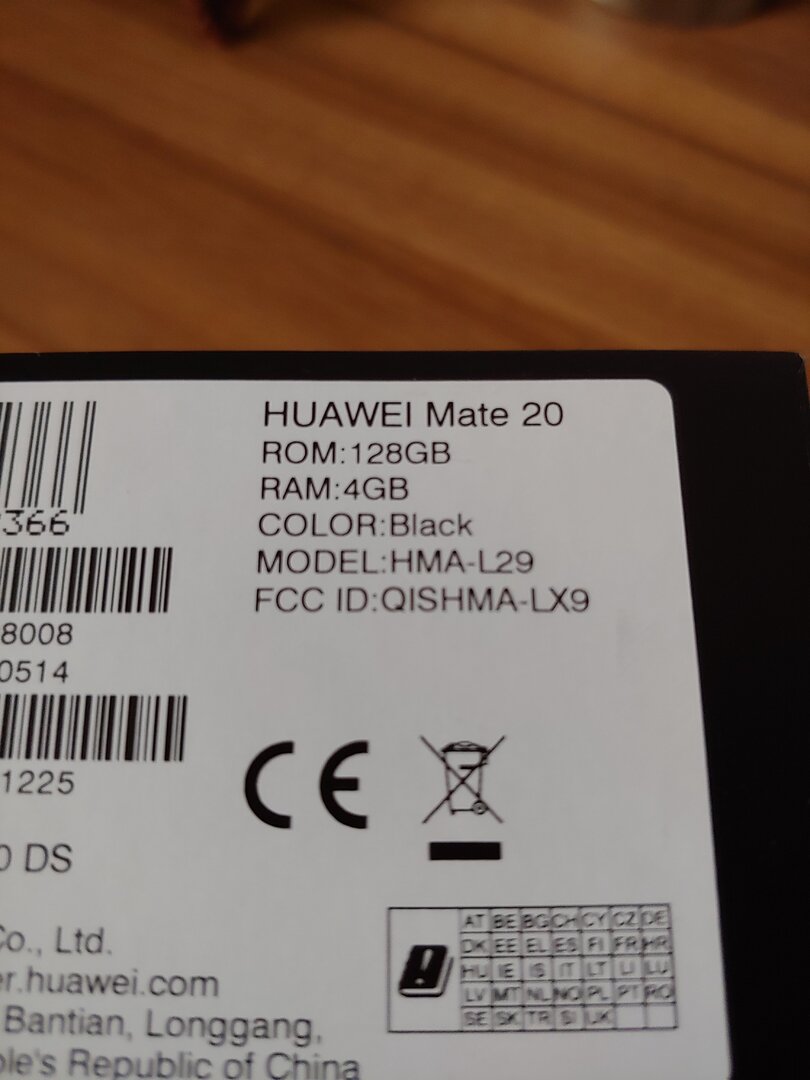 HUAWEI Mate 20
ROM:128GB
RAM:4GB
COLOR:Black
MODEL:HMA-L29
FCC ID:QISHMA-LX9
366
8008
0514
1225
CE
0 DS
Co., Ltd.
er.huawei.com
Bantian, Longgang,
ple's Republic of China
AT BE BG CH CY CZ DE
DK EE EL ES FI FR HR
HU IE IS IT LT LI LU
LV MT NL NO PL PT RO
SE SK TR SI UK